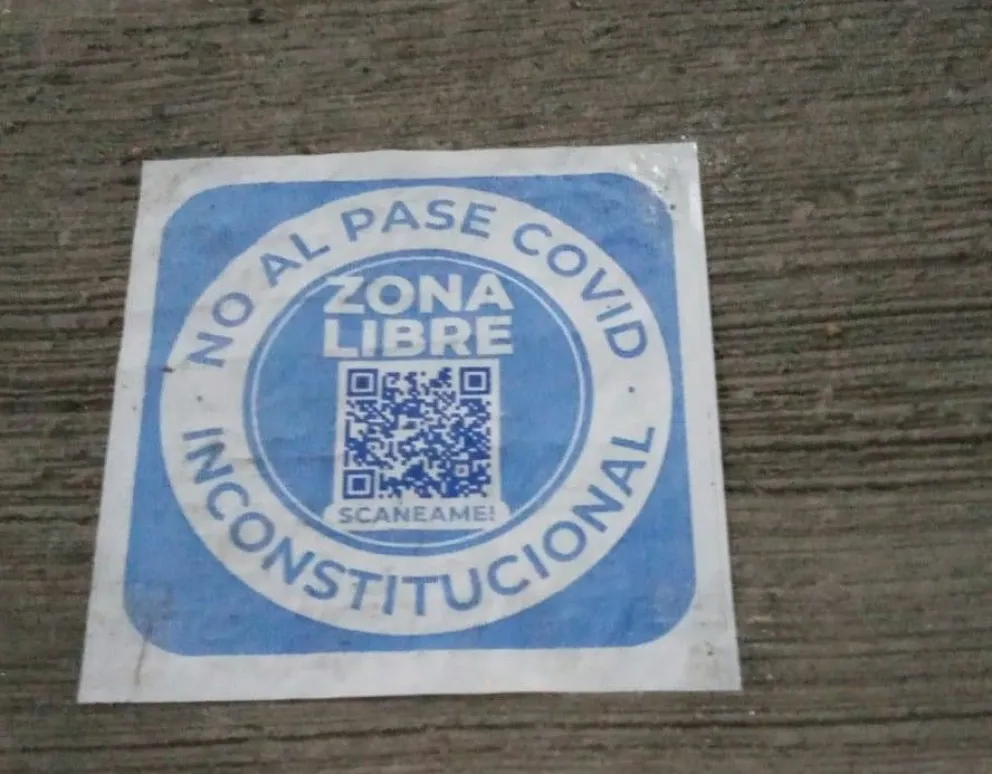 NO AL PASE COVID
ZONA
LIBRE
SCANEAME!
· INCONSTITUCIONAL ·